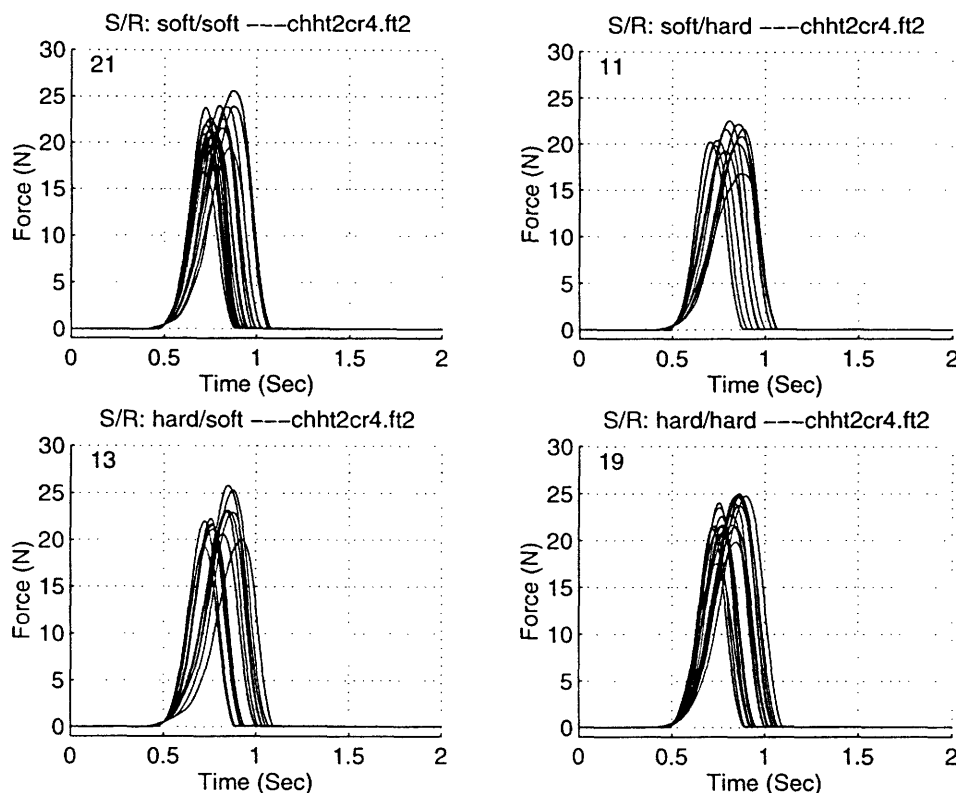 S/R: soft/soft ---chht2cr4.ft2
30
25
20
15
10
5
0
21
Force (N)
0 0.5 1 1.5 2
Time (Sec)
S/R: soft/hard ---chht2cr4.ft2
30
25
20
15
10
5
0
11
Force (N)
0 0.5 1 1.5 2
Time (Sec)
S/R: hard/soft ---chht2cr4.ft2
30
25
20
15
10
5
0
13
Force (N)
0 0.5 1 1.5 2
Time (Sec)
S/R: hard/hard ---chht2cr4.ft2
30
25
20
15
10
5
0
19
Force (N)
0 0.5 1 1.5 2
Time (Sec)